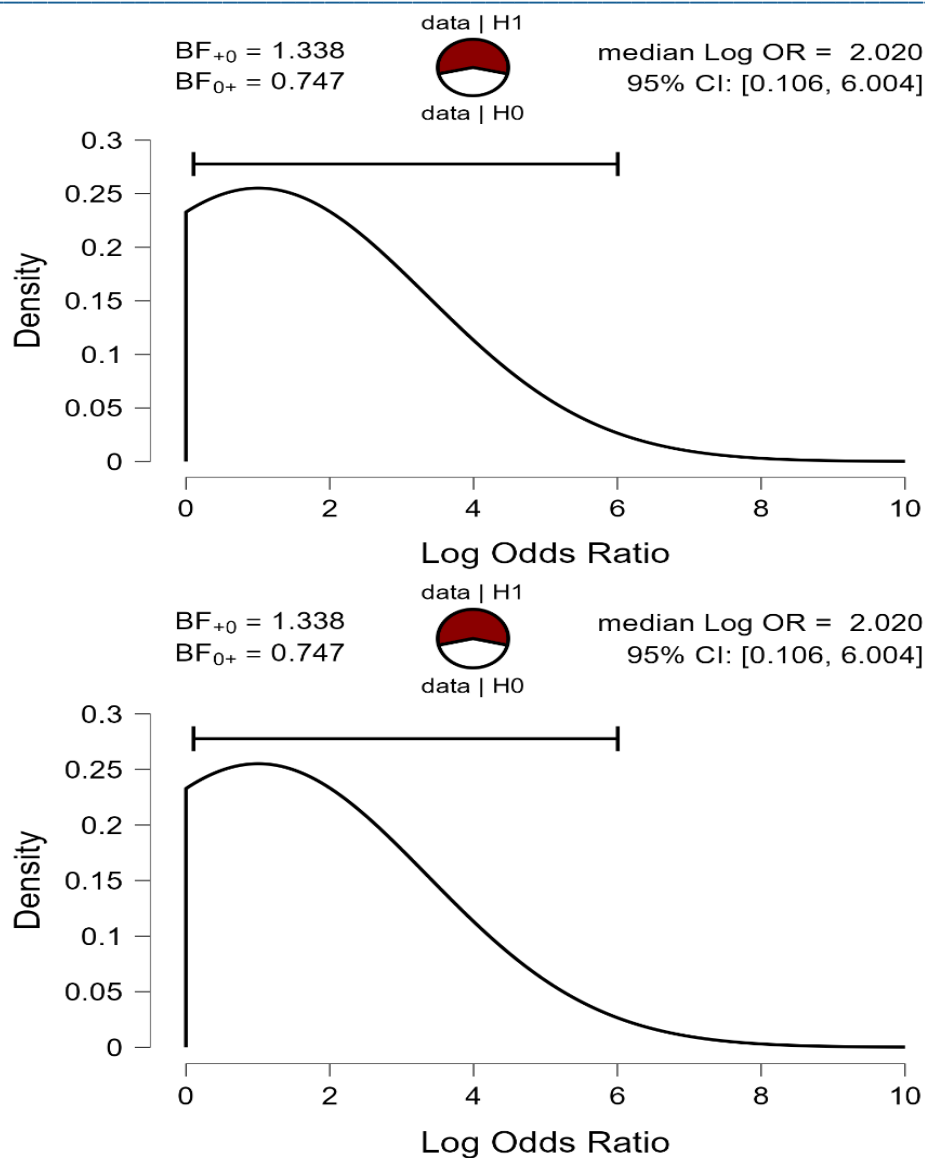 data | H1
BF₊₀ = 1.338
median Log OR = 2.020
BF₀₊ = 0.747
95% CI: [0.106, 6.004]
data | H0
0.3
0.25
0.2
0.15
0.1
0.05
0
Density
0 2 4 6 8 10
Log Odds Ratio
data | H1
BF₊₀ = 1.338
median Log OR = 2.020
BF₀₊ = 0.747
95% CI: [0.106, 6.004]
data | H0
0.3
0.25
0.2
0.15
0.1
0.05
0
Density
0 2 4 6 8 10
Log Odds Ratio